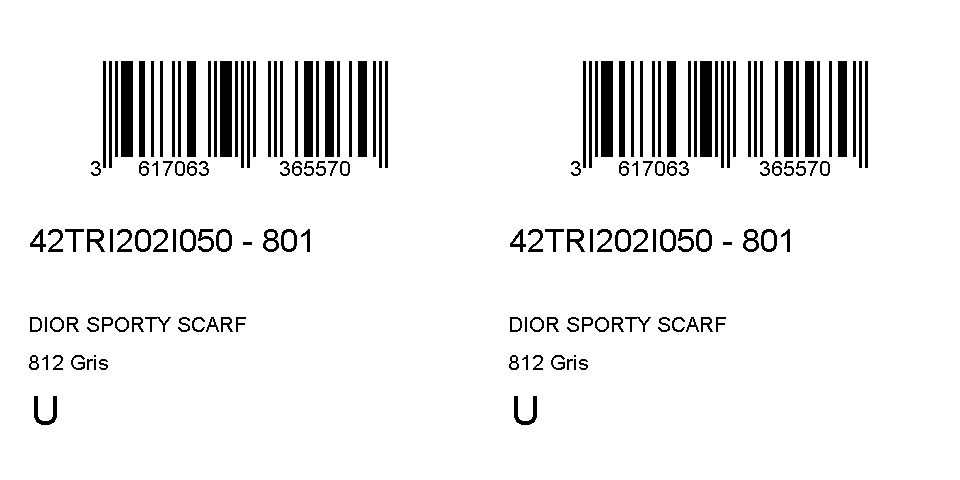 3 617063 365570
42TRI202I050 - 801
DIOR SPORTY SCARF
812 Gris
U
3 617063 365570
42TRI202I050 - 801
DIOR SPORTY SCARF
812 Gris
U